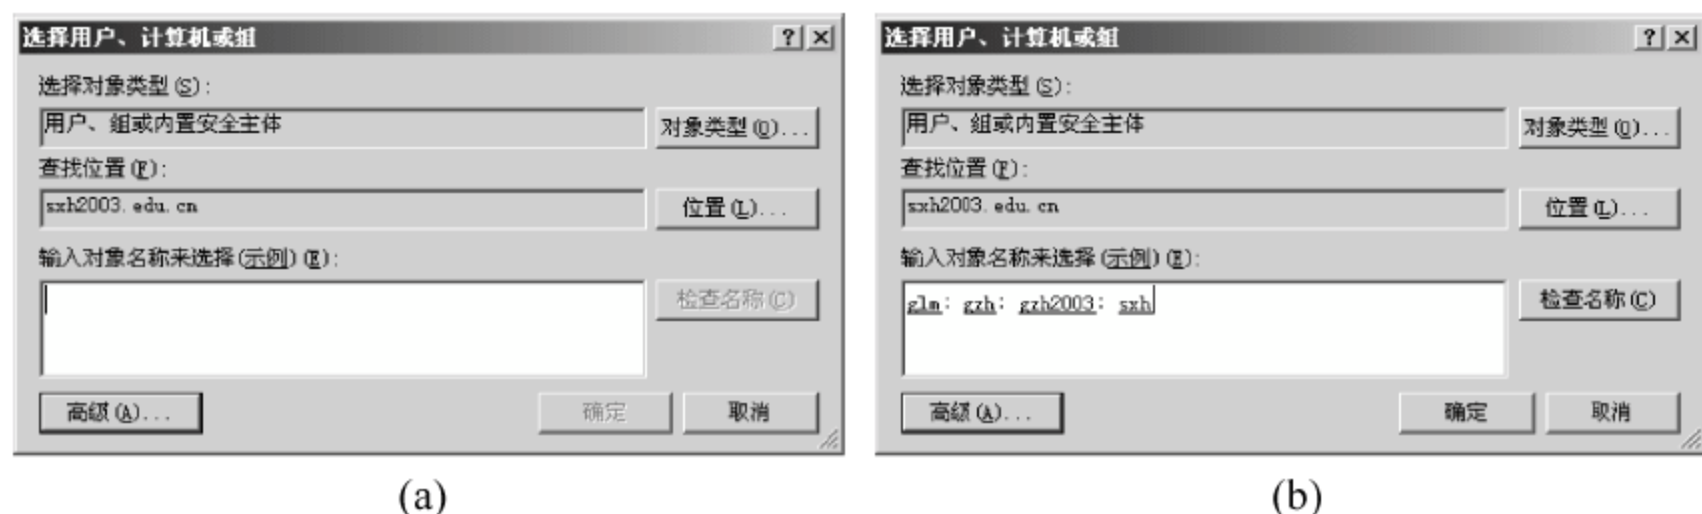 选择用户、计算机或组
选择对象类型(S):
用户、组或内置安全主体
对象类型(O)...
查找位置(F):
sxh2003.edu.cn
位置(L)...
输入对象名称来选择(示例)(E):
检查名称(C)
高级(A)...
确定
取消
(a)
选择用户、计算机或组
选择对象类型(S):
用户、组或内置安全主体
对象类型(O)...
查找位置(F):
sxh2003.edu.cn
位置(L)...
输入对象名称来选择(示例)(E):
glm; gzh; gzh2003; sxh
检查名称(C)
高级(A)...
确定
取消
(b)